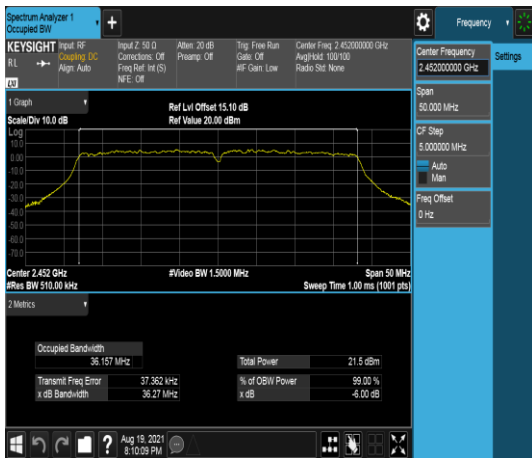 Spectrum Analyzer 1
Occupied BW
+
Frequency
KEYSIGHT
RL
LXI
Input: RF
Coupling: DC
Align: Auto
Input Z: 50 Ω
Corrections: Off
Freq Ref: Int (S)
NFE: Off
Atten: 20 dB
Preamp: Off
Trig: Free Run
Gate: Off
#IF Gain: Low
Center Freq: 2.452000000 GHz
Avg|Hold: 100/100
Radio Std: None
Center Frequency
2.452000000 GHz
Settings
Span
50.000 MHz
CF Step
5.000000 MHz
Auto
Man
Freq Offset
0 Hz
1 Graph
Scale/Div 10.0 dB
Ref Lvl Offset 15.10 dB
Ref Value 20.00 dBm
Log
10.0
0.00
-10.0
-20.0
-30.0
-40.0
-50.0
-60.0
-70.0
Center 2.452 GHz
#Video BW 1.5000 MHz
Span 50 MHz
#Res BW 510.00 kHz
Sweep Time 1.00 ms (1001 pts)
2 Metrics
Occupied Bandwidth
36.157 MHz
Total Power 21.5 dBm
Transmit Freq Error 37.362 kHz
% of OBW Power 99.00 %
x dB Bandwidth 36.27 MHz
x dB -6.00 dB
?
Aug 19, 2021
8:10:09 PM